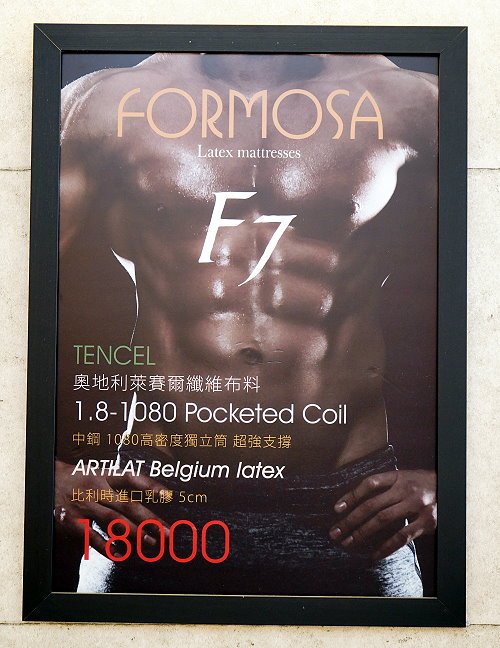 FORMOSA
Latex mattresses
F7
TENCEL
奧地利萊賽爾纖維布料
1.8-1080 Pocketed Coil
中鋼 1080高密度獨立筒 超強支撐
ARTILAT Belgium latex
比利時進口乳膠 5cm
18000